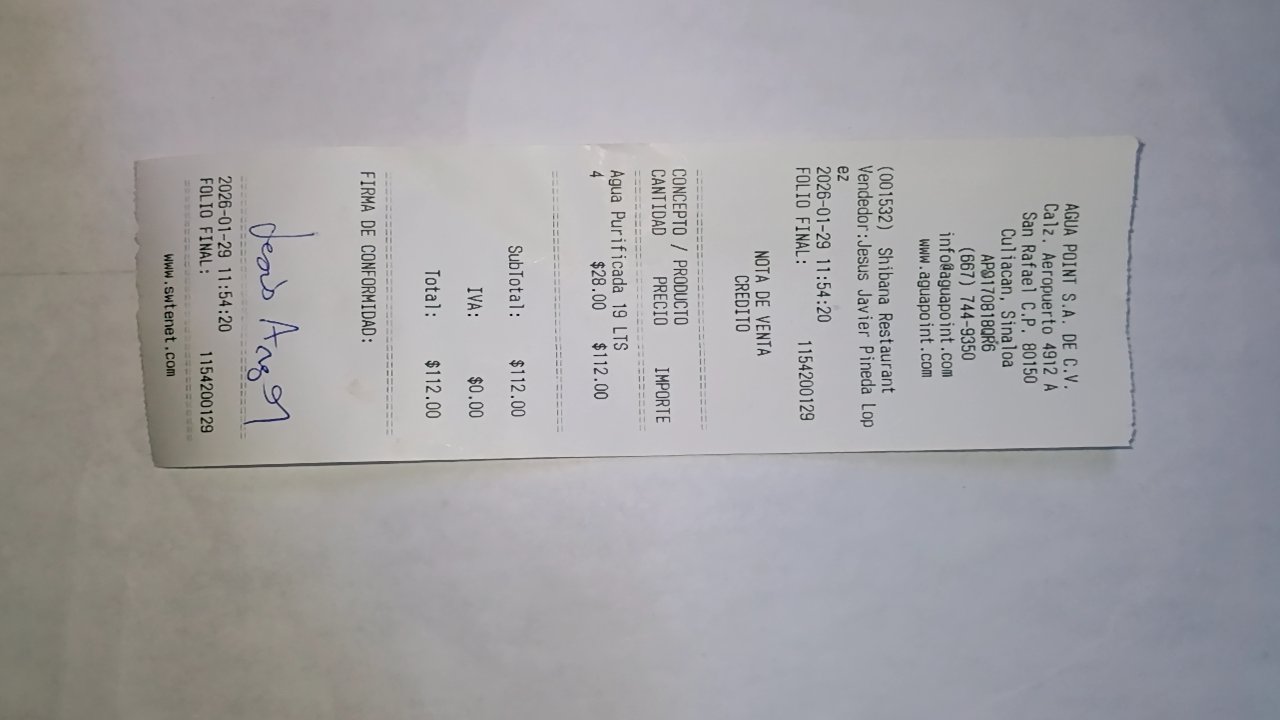 AGUA POINT S.A. DE C.V.
Calz. Aeropuerto 4912 A
San Rafael C.P. 80150
Culiacan, Sinaloa
APO170818QR6
(667) 744-9350
info@aguapoint.com
www.aguapoint.com
(001532) Shibana Restaurant
Vendedor:Jesus Javier Pineda Lop
ez
2026-01-29 11:54:20
FOLIO FINAL: 1154200129
NOTA DE VENTA
CREDITO
CONCEPTO / PRODUCTO
CANTIDAD PRECIO IMPORTE
Agua Purificada 19 LTS
4 $28.00 $112.00
SubTotal: $112.00
IVA: $0.00
Total: $112.00
FIRMA DE CONFORMIDAD:
2026-01-29 11:54:20
FOLIO FINAL: 1154200129
www.swtenet.com